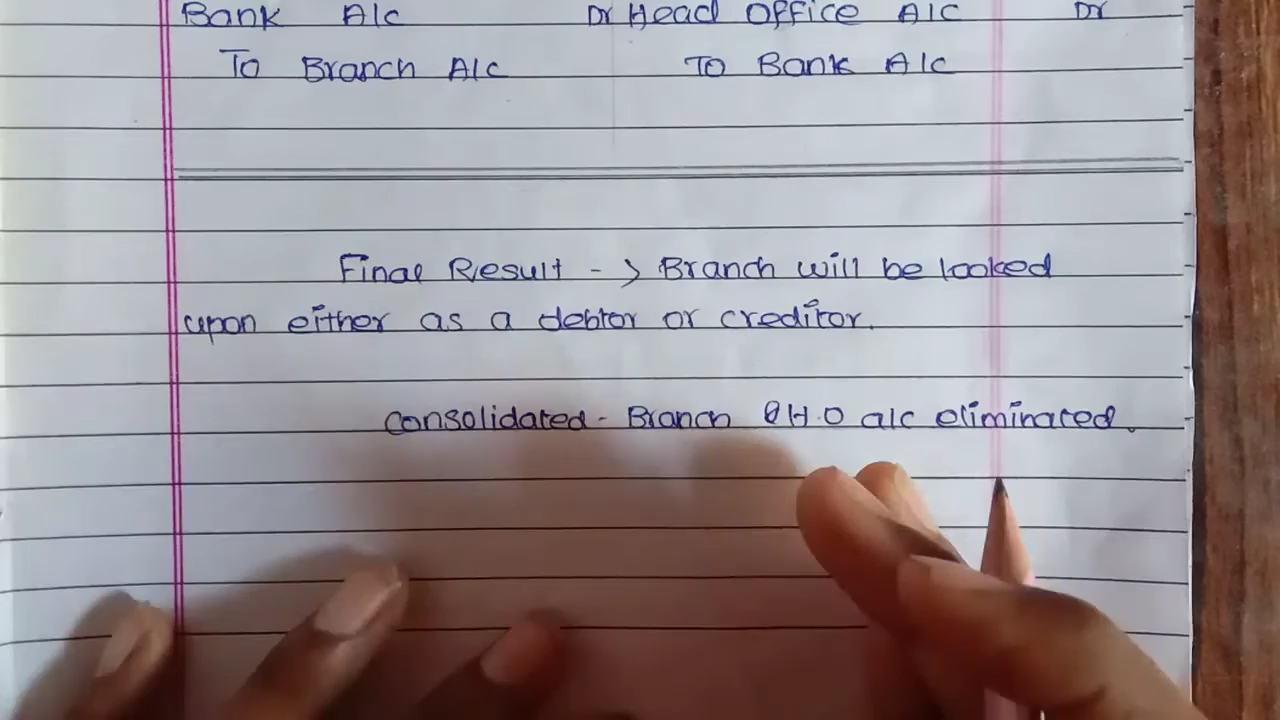 Bank A/c Dr Head Office A/c Dr
To Branch A/c To Bank A/c
Final Result -> Branch will be looked
upon either as a debtor or creditor.
Consolidated - Branch & H.O a/c eliminated.